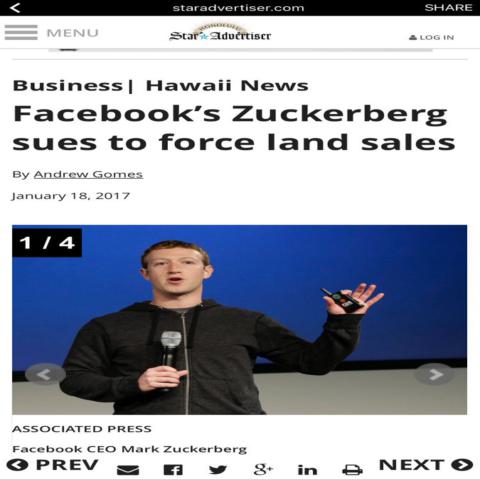 staradvertiser.com SHARE
MENU HONOLULU Star Advertiser LOG IN
Business| Hawaii News
Facebook's Zuckerberg
sues to force land sales
By Andrew Gomes
January 18, 2017
1 / 4
ASSOCIATED PRESS
Facebook CEO Mark Zuckerberg
PREV g+ in NEXT